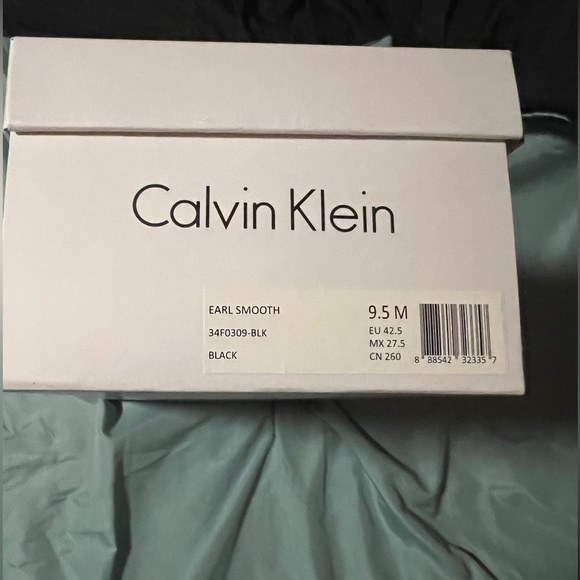 Calvin Klein
EARL SMOOTH
34F0309-BLK
BLACK
9.5 M
EU 42.5
MX 27.5
CN 260
8 88542 32335 7